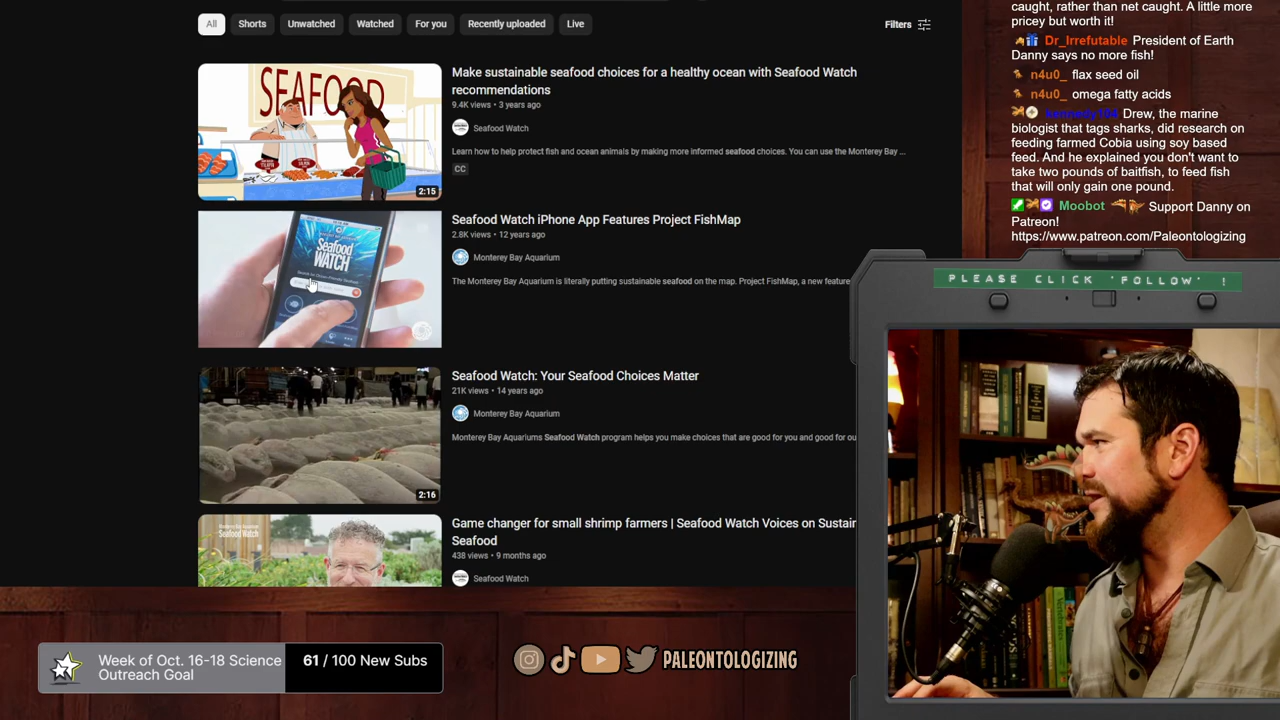 All
Shorts
Unwatched
Watched
For you
Recently uploaded
Live
Filters
SEAFOOD
2:15
Make sustainable seafood choices for a healthy ocean with Seafood Watch
recommendations
9.4K views • 3 years ago
Seafood Watch
Learn how to help protect fish and ocean animals by making more informed seafood choices. You can use the Monterey Bay ...
CC
Seafood
WATCH
Seafood Watch iPhone App Features Project FishMap
2.8K views • 12 years ago
Monterey Bay Aquarium
The Monterey Bay Aquarium is literally putting sustainable seafood on the map. Project FishMap, a new feature
2:16
Seafood Watch: Your Seafood Choices Matter
21K views • 14 years ago
Monterey Bay Aquarium
Monterey Bay Aquariums Seafood Watch program helps you make choices that are good for you and good for ou
Seafood
Watch
Game changer for small shrimp farmers | Seafood Watch Voices on Sustain
Seafood
438 views • 9 months ago
Seafood Watch
caught, rather than net caught. A little more
pricey but worth it!
Dr_Irrefutable President of Earth
Danny says no more fish!
n4u0_ flax seed oil
n4u0_ omega fatty acids
Drew, the marine
biologist that tags sharks, did research on
feeding farmed Cobia using soy based
feed. And he explained you don't want to
take two pounds of baitfish, to feed fish
that will only gain one pound.
Moobot Support Danny on
Patreon!
https://www.patreon.com/Paleontologizing
PLEASE CLICK 'FOLLOW' !
Week of Oct. 16-18 Science
Outreach Goal
61 / 100 New Subs
PALEONTOLOGIZING